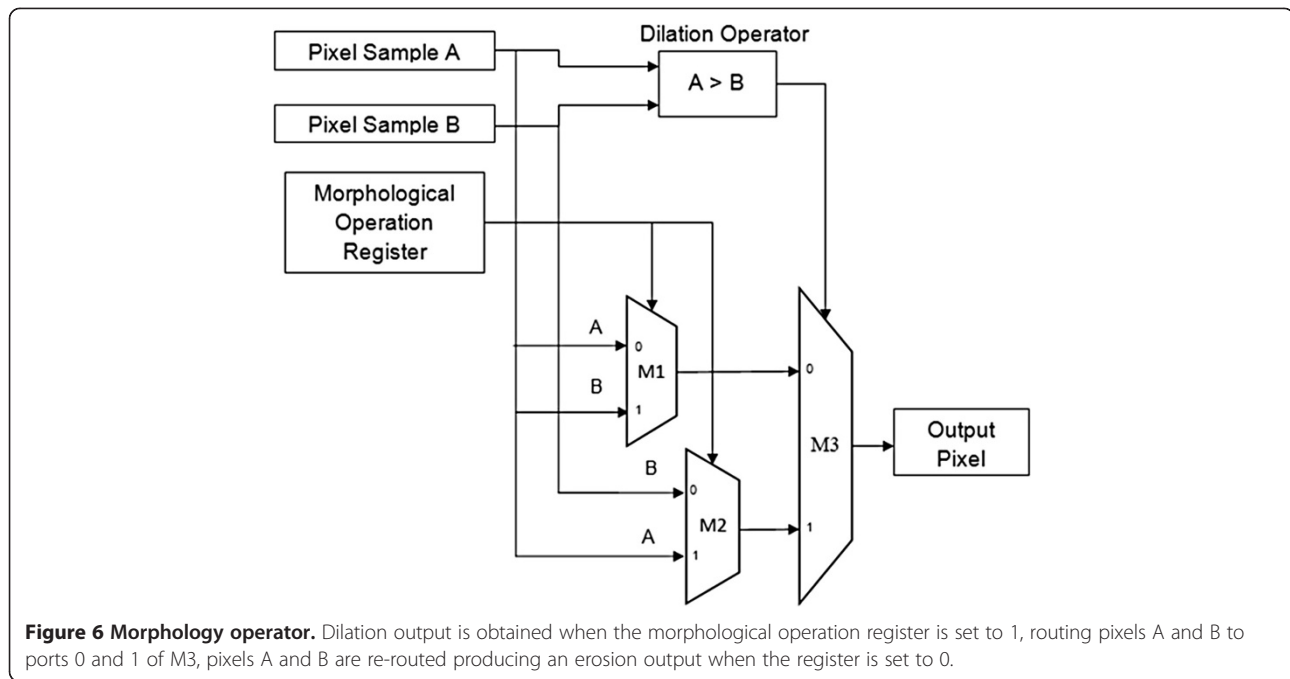 Dilation Operator
Pixel Sample A
A > B
Pixel Sample B
Morphological
Operation
Register
A
0
M1
B
1
0
M3
Output
Pixel
B
0
M2
A
1
1
Figure 6 Morphology operator. Dilation output is obtained when the morphological operation register is set to 1, routing pixels A and B to
ports 0 and 1 of M3, pixels A and B are re-routed producing an erosion output when the register is set to 0.